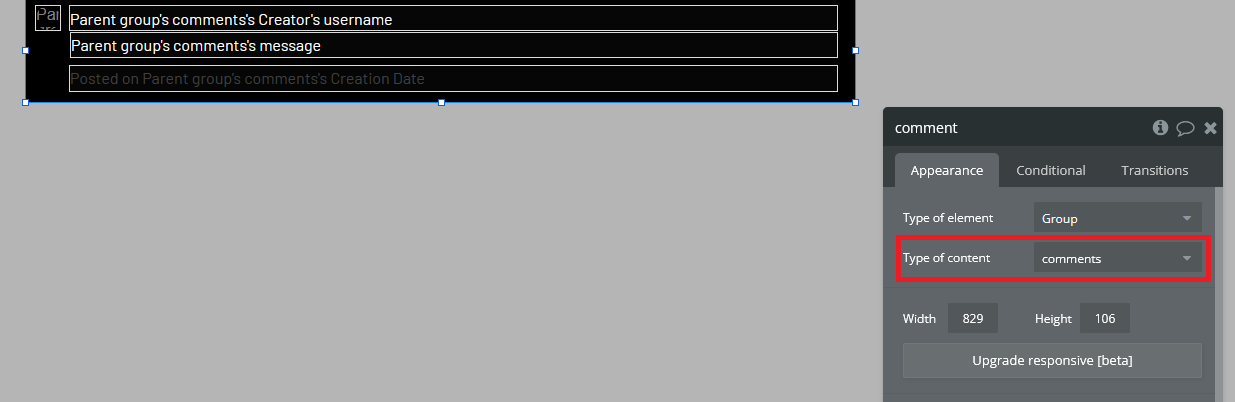 Parent group's comments's Creator's username
Parent group's comments's message
Posted on Parent group's comments's Creation Date
comment
Appearance Conditional Transitions
Type of element Group
Type of content comments
Width 829 Height 106
Upgrade responsive [beta]